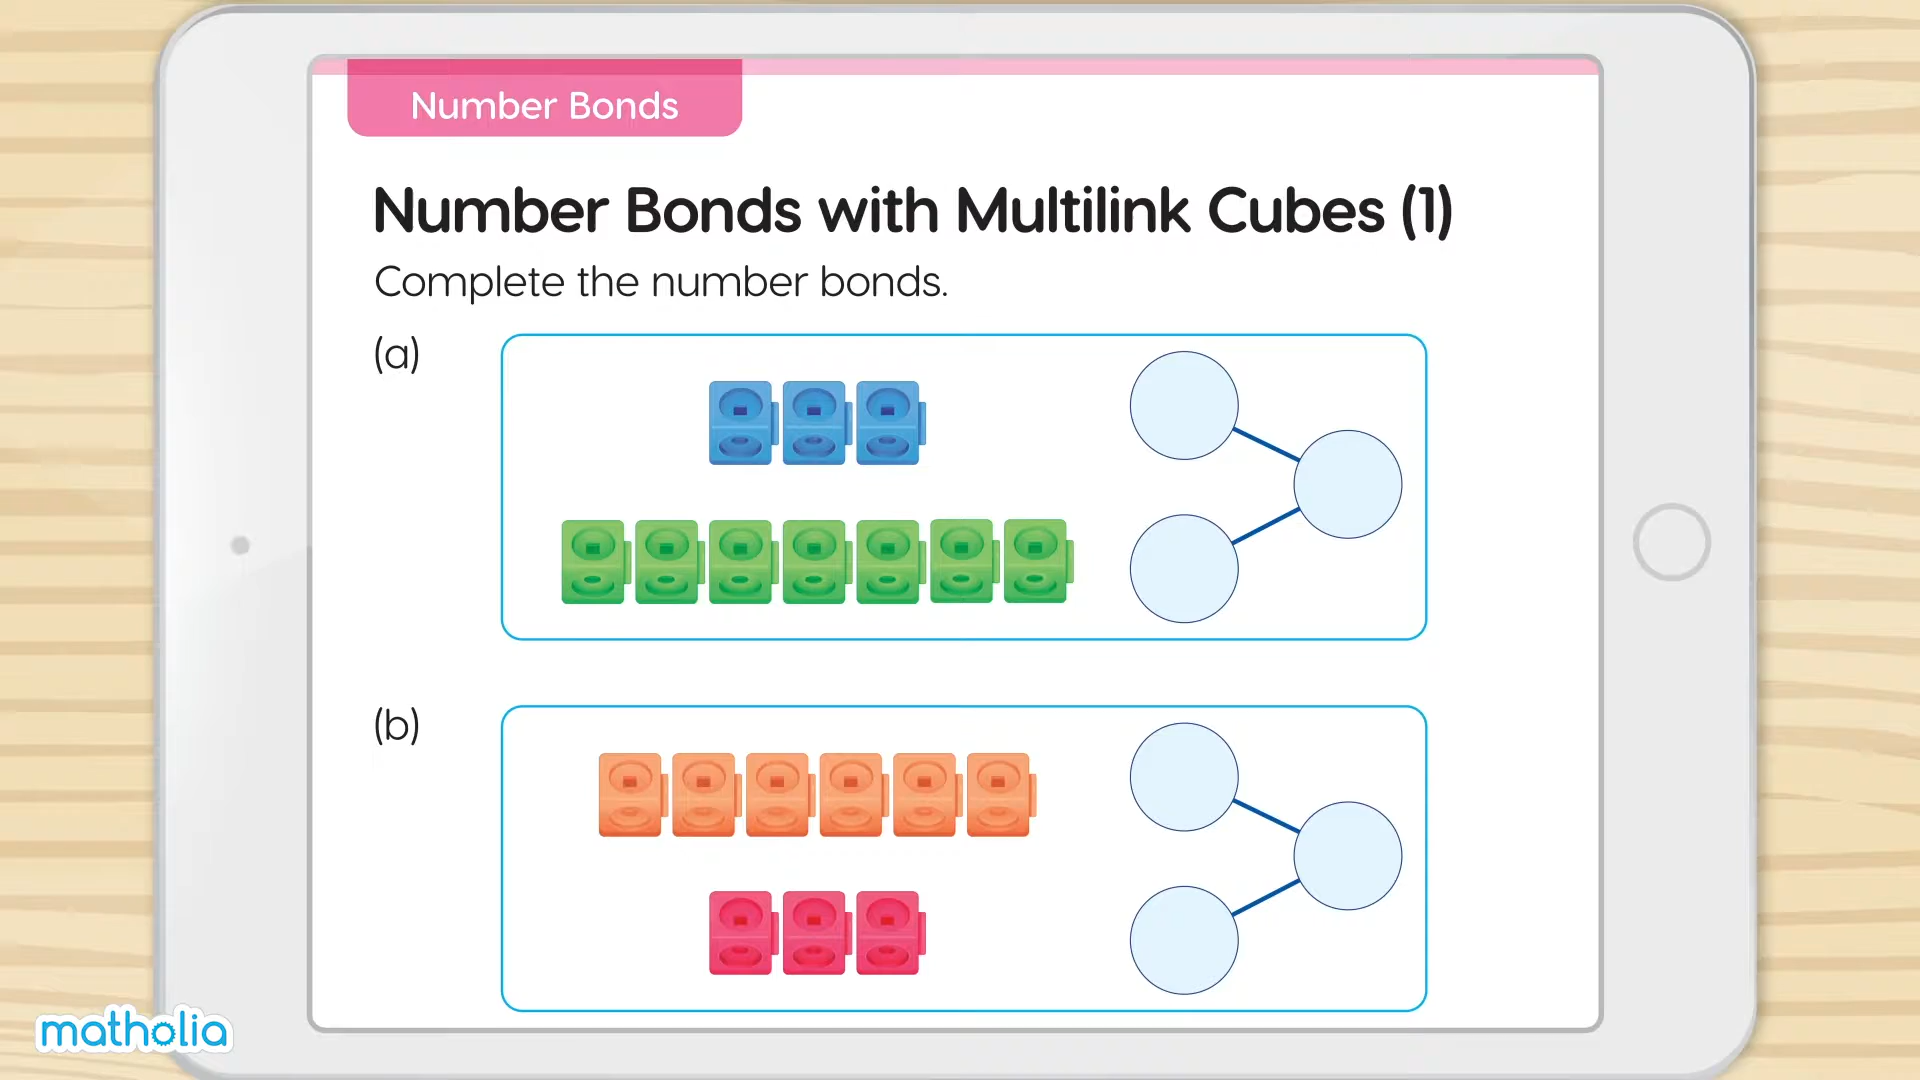 Number Bonds
Number Bonds with Multilink Cubes (1)
Complete the number bonds.
(a)
(b)
matholia